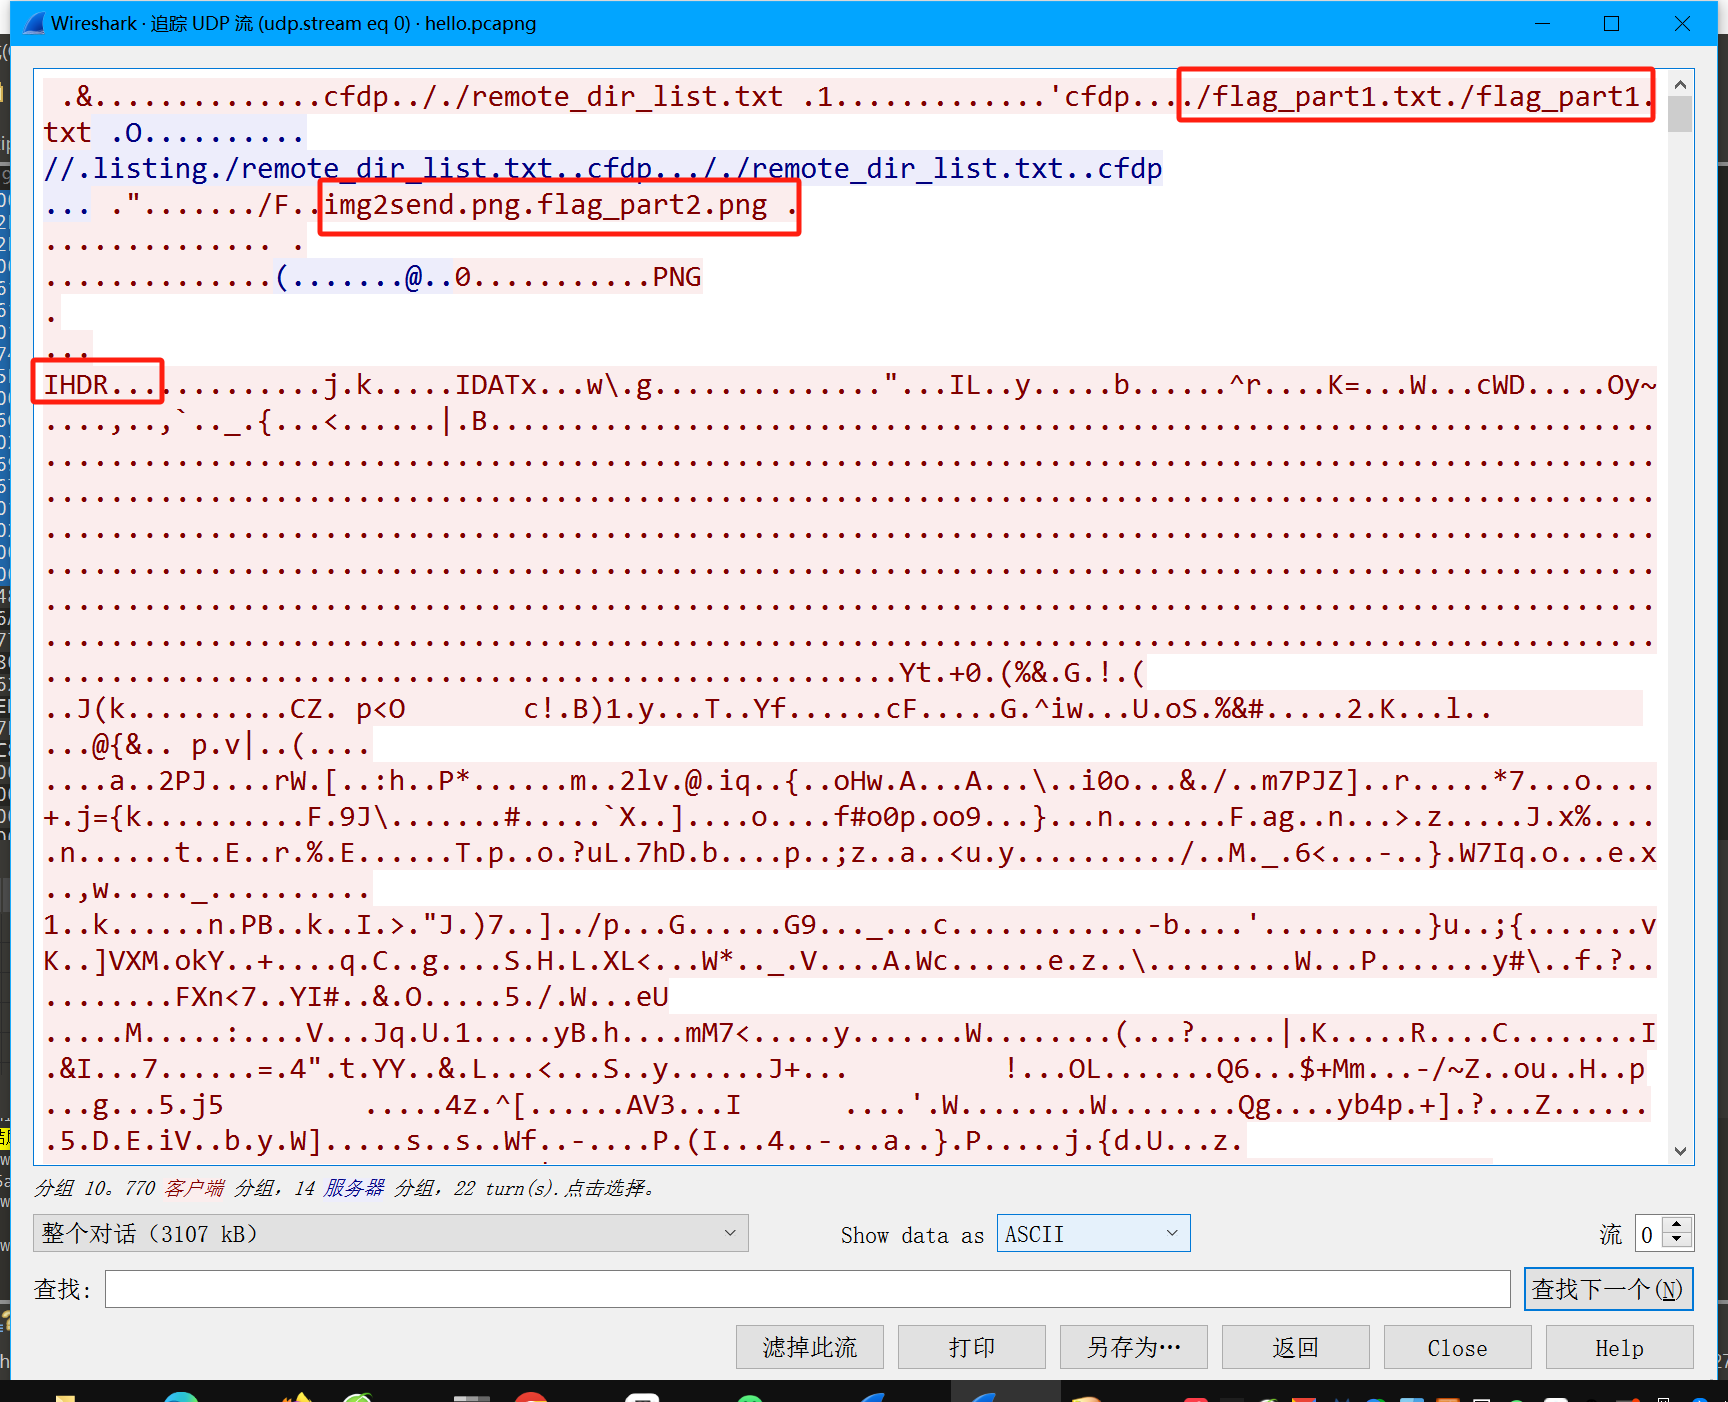 Wireshark · 追踪 UDP 流 (udp.stream eq 0) · hello.pcapng
.&..............cfdp.././remote_dir_list.txt .1.............'cfdp...../flag_part1.txt./flag_part1.
txt .O..........
//.listing./remote_dir_list.txt..cfdp..././remote_dir_list.txt..cfdp
... ."......./F..img2send.png.flag_part2.png .
.............. .
..............(.......@..0...........PNG
.
...
IHDR.............j.k.....IDATx...w\.g.............."...IL..y.....b.......^r....K=...W...cWD.....Oy~
....,..,`.._.{...<......|.B.......................................................................
..................................................................................................
..................................................................................................
..................................................................................................
..................................................................................................
..................................................................................................
..................................................................................................
....................................................Yt.+0.(%&.G.!.(
..J(k..........CZ. p<O       c!.B)1.y...T..Yf......cF.....G.^iw...U.oS.%&#.....2.K...l..
...@{&.. p.v|..(....
....a..2PJ....rW.[..:h..P*......m..2lv.@.iq..{..oHw.A...A...\..i0o...&./..m7PJZ]..r.....*7...o....
+.j={k..........F.9J\.......#.....`X..]....o....f#o0p.oo9...}...n.......F.ag..n...>.z.....J.x%....
.n......t..E..r.%.E......T.p..o.?uL.7hD.b....p..;z..a..<u.y........../..M._.6<...-..}.W7Iq.o...e.x
..,w....._..........
1..k......n.PB..k..I.>."J.)7..]../p...G......G9..._...c............-b....'..........}u..;{.......v
K..]VXM.okY..+....q.C..g....S.H.L.XL<...W*.._.V....A.Wc......e.z..\.........W...P.......y#\..f.?..
........FXn<7..YI#..&.O.....5./.W...eU
.....M.....:....V...Jq.U.1.....yB.h....mM7<.....y.......W........(...?.....|.K.....R....C........I
.&I...7......=.4".t.YY..&.L...<...S..y......J+...          !...OL.......Q6...$+Mm...-/~Z..ou..H..p
...g...5.j5         .....4z.^[......AV3...I       ....'.W........W........Qg....yb4p.+].?...Z......
.5.D.E.iV..b.y.W].....s..s..Wf..-....P.(I...4..-...a..}.P.....j.{d.U...z.
分组 10。770 客户端 分组，14 服务器 分组，22 turn(s).点击选择。
整个对话（3107 kB） Show data as ASCII 流 0
查找: 查找下一个(N)
滤掉此流 打印 另存为… 返回 Close Help